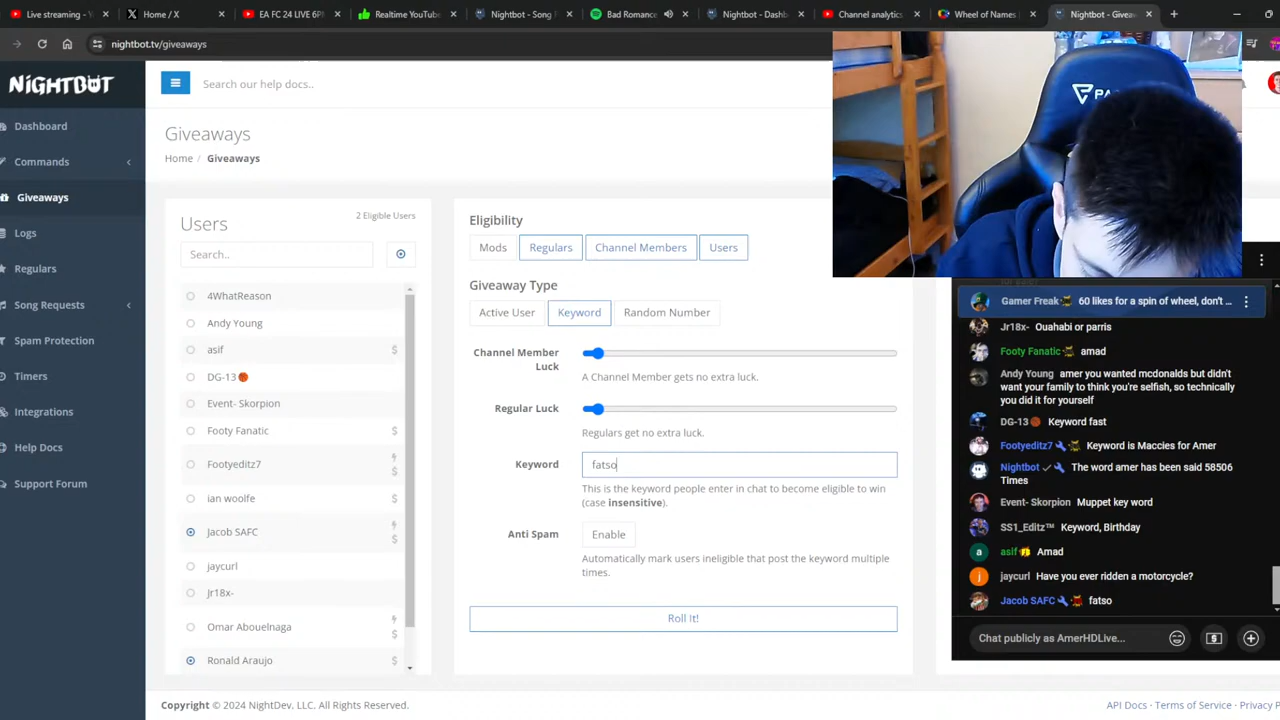 Live streaming - Y
Home / X
EA FC 24 LIVE 6PM
Realtime YouTube
Nightbot - Song
Bad Romance
Nightbot - Dashb
Channel analytics
Wheel of Names
Nightbot - Givea
nightbot.tv/giveaways
NIGHTBOT
Search our help docs..
Dashboard
Commands
Giveaways
Logs
Regulars
Song Requests
Spam Protection
Timers
Integrations
Help Docs
Support Forum
Giveaways
Home / Giveaways
Users
2 Eligible Users
Search..
4WhatReason
Andy Young
asif $
DG-13
Event- Skorpion
Footy Fanatic $
Footyeditz7 $
ian woolfe $
Jacob SAFC $
jaycurl
Jr18x-
Omar Abouelnaga $
Ronald Araujo $
Eligibility
Mods Regulars Channel Members Users
Giveaway Type
Active User Keyword Random Number
Channel Member
Luck
A Channel Member gets no extra luck.
Regular Luck
Regulars get no extra luck.
Keyword fatso
This is the keyword people enter in chat to become eligible to win
(case insensitive).
Anti Spam Enable
Automatically mark users ineligible that post the keyword multiple
times.
Roll It!
Gamer Freak 60 likes for a spin of wheel, don't ...
Jr18x- Ouahabi or parris
Footy Fanatic amad
Andy Young amer you wanted mcdonalds but didn't
want your family to think you're selfish, so technically
you did it for yourself
DG-13 Keyword fast
Footyeditz7 Keyword is Maccies for Amer
Nightbot The word amer has been said 58506
Times
Event- Skorpion Muppet key word
SS1_Editz™ Keyword, Birthday
asif Amad
jaycurl Have you ever ridden a motorcycle?
Jacob SAFC fatso
Chat publicly as AmerHDLive...
Copyright © 2024 NightDev, LLC, All Rights Reserved.
API Docs · Terms of Service · Privacy P